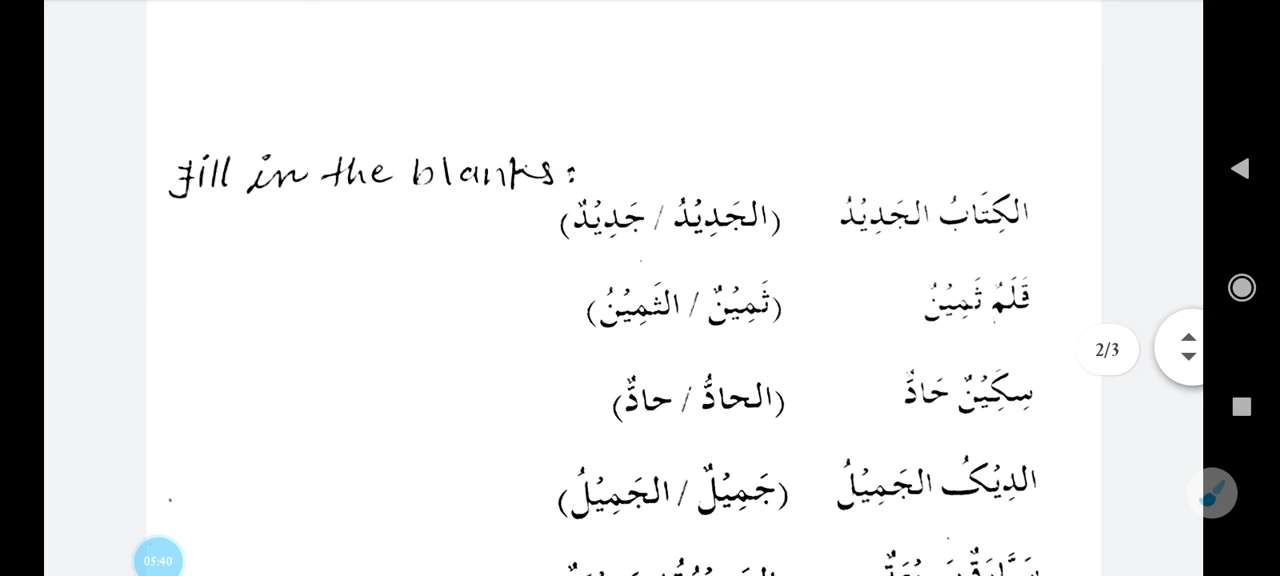 Fill in the blanks:
الكِتَابُ الجَدِيْدُ (الجَدِيْدُ / جَدِيْدٌ)
قَلَمٌ ثَمِيْنٌ (ثَمِيْنٌ / الثَمِيْنُ)
سِكِيْنٌ حَادٌّ (الحادُّ / حادٌّ)
الدِيْكُ الجَمِيْلُ (جَمِيْلٌ / الجَمِيْلُ)
2/3
05:40